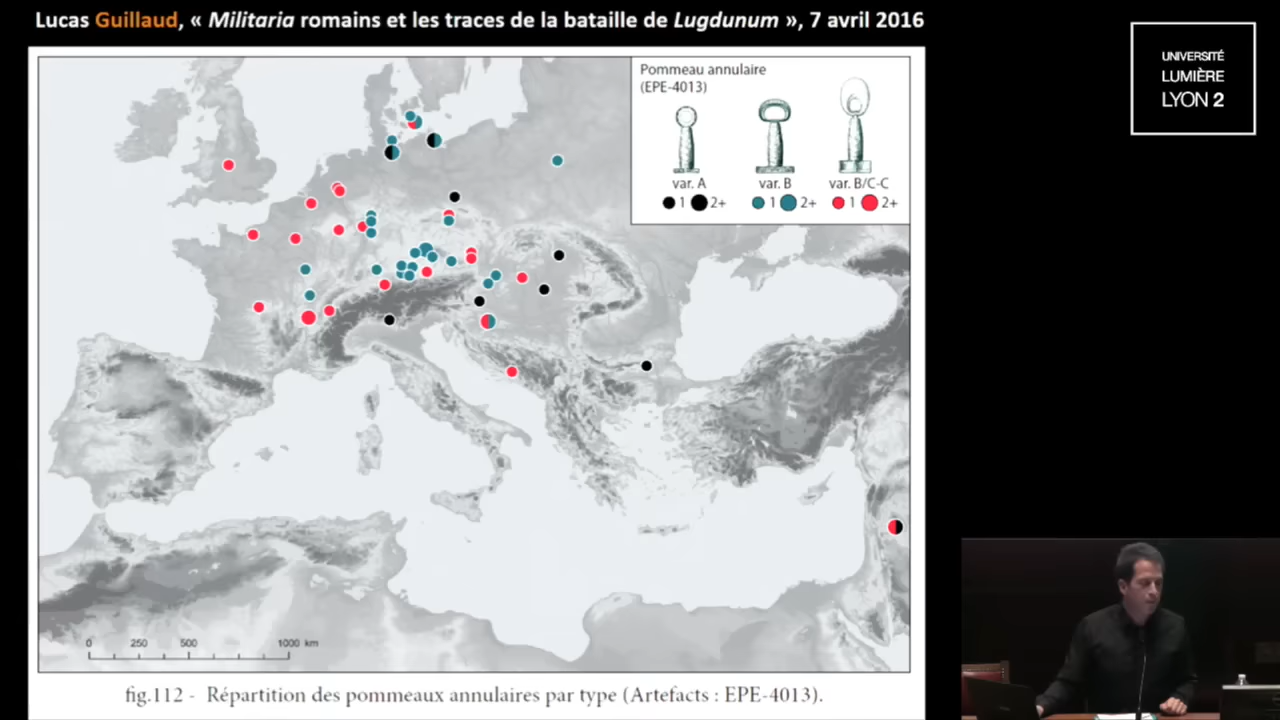 Lucas Guillaud, « Militaria romains et les traces de la bataille de Lugdunum », 7 avril 2016
UNIVERSITÉ
LUMIÈRE
LYON 2
Pommeau annulaire
(EPE-4013)
var. A var. B var. B/C-C
1 2+ 1 2+ 1 2+
0 250 500 1000 km
fig.112 - Répartition des pommeaux annulaires par type (Artefacts : EPE-4013).